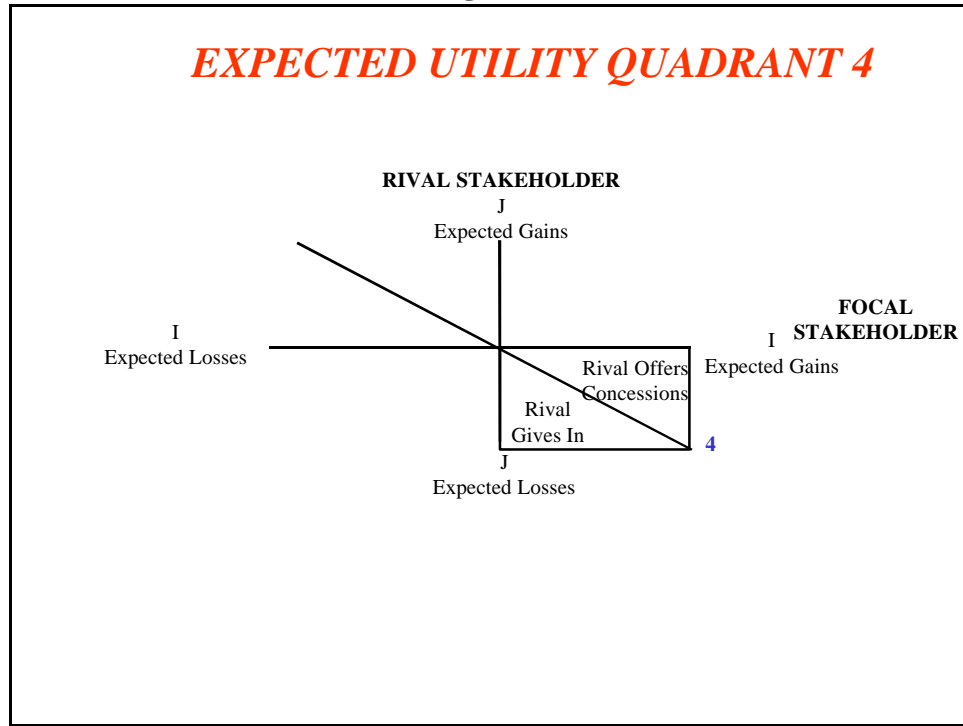 EXPECTED UTILITY QUADRANT 4
RIVAL STAKEHOLDER
J
Expected Gains
FOCAL
STAKEHOLDER
I
Expected Losses
I
Expected Gains
Rival Offers
Concessions
Rival
Gives In
4
J
Expected Losses